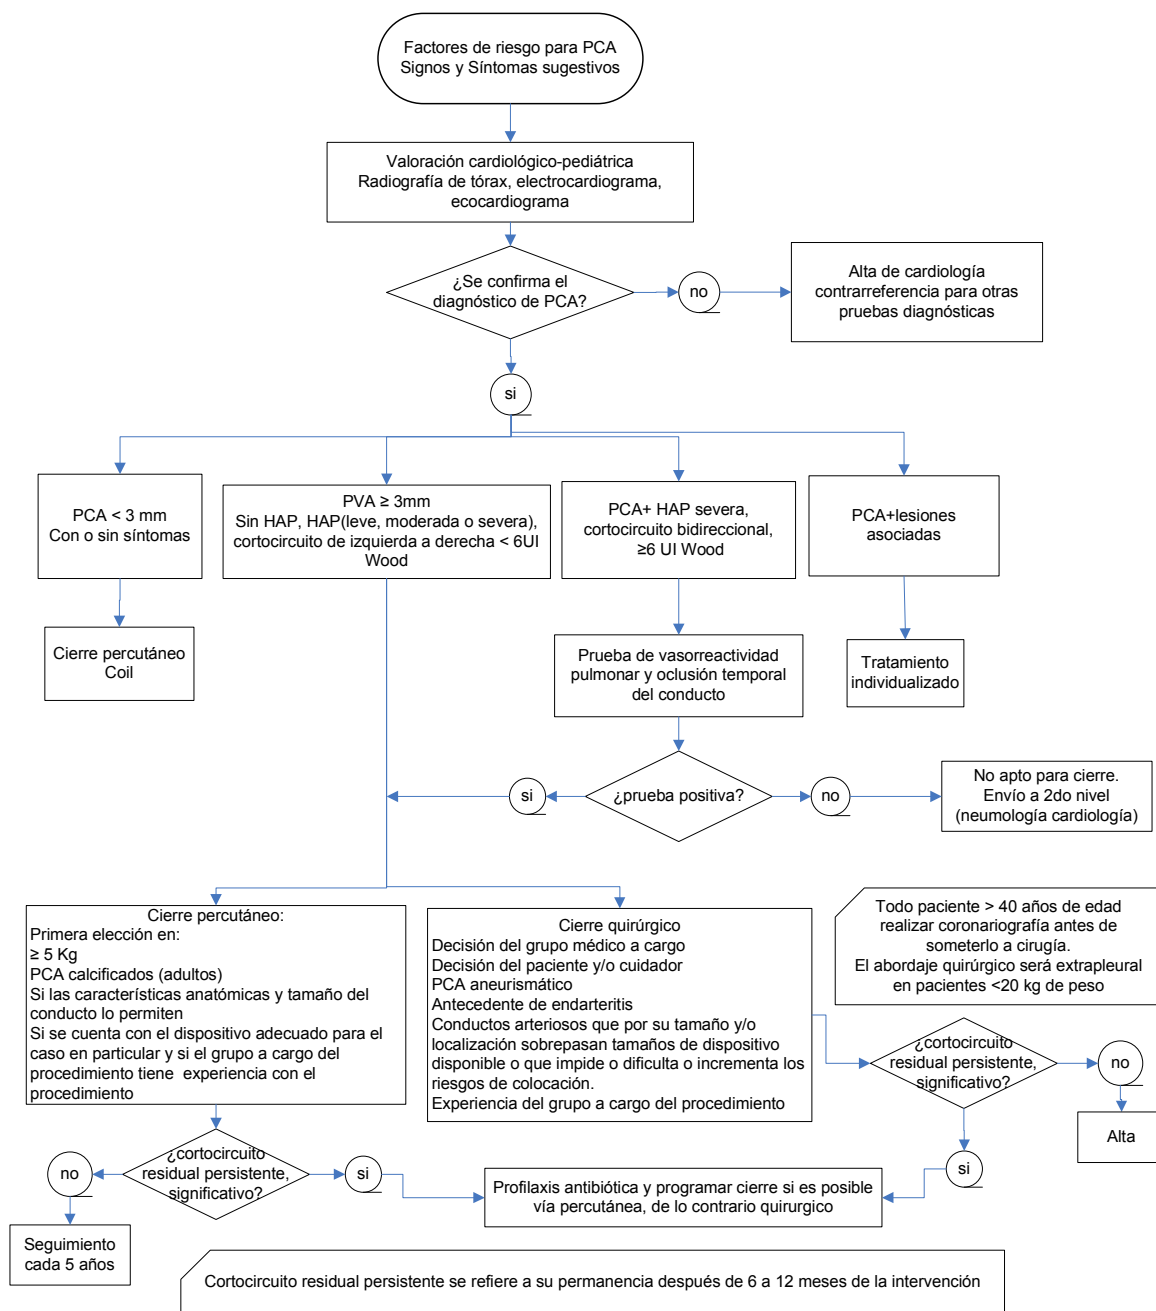 Factores de riesgo para PCA
Signos y Síntomas sugestivos
Valoración cardiológico-pediátrica
Radiografía de tórax, electrocardiograma,
ecocardiograma
¿Se confirma el
diagnóstico de PCA?
no
Alta de cardiología
contrarreferencia para otras
pruebas diagnósticas
si
PCA < 3 mm
Con o sin síntomas
PVA ≥ 3mm
Sin HAP, HAP(leve, moderada o severa),
cortocircuito de izquierda a derecha < 6UI
Wood
PCA+ HAP severa,
cortocircuito bidireccional,
≥6 UI Wood
PCA+lesiones
asociadas
Cierre percutáneo
Coil
Prueba de vasorreactividad
pulmonar y oclusión temporal
del conducto
Tratamiento
individualizado
¿prueba positiva?
si
no
No apto para cierre.
Envío a 2do nivel
(neumología cardiología)
Cierre percutáneo:
Primera elección en:
≥ 5 Kg
PCA calcificados (adultos)
Si las características anatómicas y tamaño del
conducto lo permiten
Si se cuenta con el dispositivo adecuado para el
caso en particular y si el grupo a cargo del
procedimiento tiene experiencia con el
procedimiento
Cierre quirúrgico
Decisión del grupo médico a cargo
Decisión del paciente y/o cuidador
PCA aneurismático
Antecedente de endarteritis
Conductos arteriosos que por su tamaño y/o
localización sobrepasan tamaños de dispositivo
disponible o que impide o dificulta o incrementa los
riesgos de colocación.
Experiencia del grupo a cargo del procedimiento
Todo paciente > 40 años de edad
realizar coronariografía antes de
someterlo a cirugía.
El abordaje quirúrgico será extrapleural
en pacientes <20 kg de peso
¿cortocircuito
residual persistente,
significativo?
no
Alta
si
¿cortocircuito
residual persistente,
significativo?
no
si
Profilaxis antibiótica y programar cierre si es posible
vía percutánea, de lo contrario quirurgico
Seguimiento
cada 5 años
Cortocircuito residual persistente se refiere a su permanencia después de 6 a 12 meses de la intervención